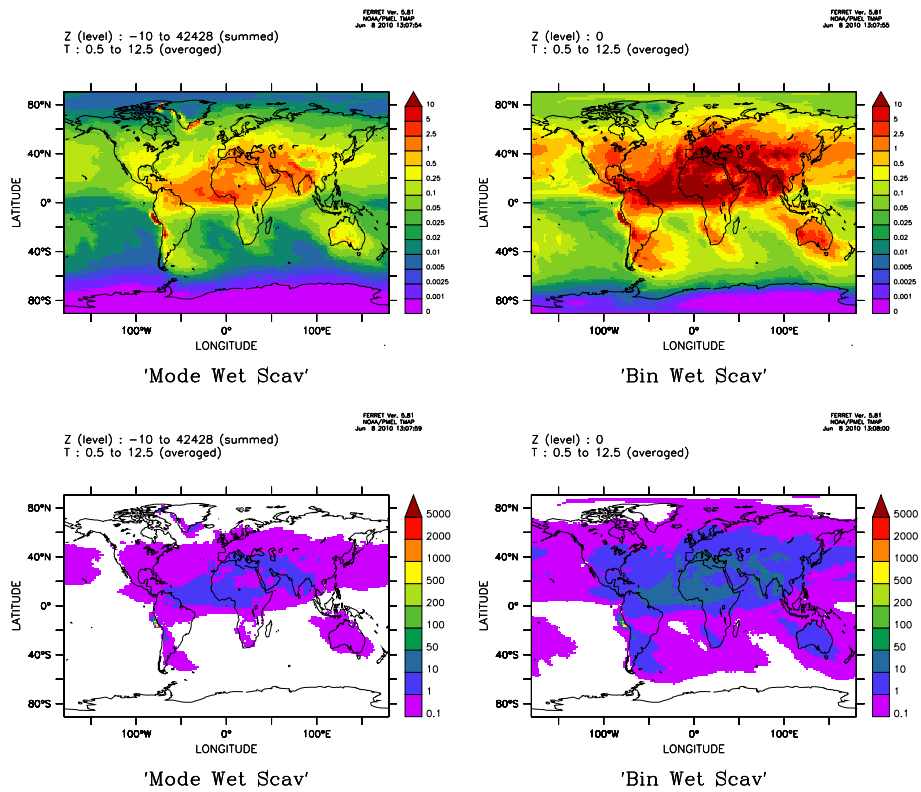 FERRET Ver. 5.81
NOAA/PMEL TMAP
Jun 8 2010 13:07:54
Z (level) : -10 to 42428 (summed)
T : 0.5 to 12.5 (averaged)
80°N
40°N
0°
40°S
80°S
LATITUDE
100°W 0° 100°E
LONGITUDE
10
5
2.5
1
0.5
0.25
0.1
0.05
0.025
0.02
0.01
0.005
0.0025
0.001
0
'Mode Wet Scav'
FERRET Ver. 5.81
NOAA/PMEL TMAP
Jun 8 2010 13:07:55
Z (level) : 0
T : 0.5 to 12.5 (averaged)
80°N
40°N
0°
40°S
80°S
LATITUDE
100°W 0° 100°E
LONGITUDE
10
5
2.5
1
0.5
0.25
0.1
0.05
0.025
0.02
0.01
0.005
0.0025
0.001
0
'Bin Wet Scav'
FERRET Ver. 5.81
NOAA/PMEL TMAP
Jun 8 2010 13:07:59
Z (level) : -10 to 42428 (summed)
T : 0.5 to 12.5 (averaged)
80°N
40°N
0°
40°S
80°S
LATITUDE
100°W 0° 100°E
LONGITUDE
5000
2000
1000
500
200
100
50
10
1
0.1
'Mode Wet Scav'
FERRET Ver. 5.81
NOAA/PMEL TMAP
Jun 8 2010 13:08:00
Z (level) : 0
T : 0.5 to 12.5 (averaged)
80°N
40°N
0°
40°S
80°S
LATITUDE
100°W 0° 100°E
LONGITUDE
5000
2000
1000
500
200
100
50
10
1
0.1
'Bin Wet Scav'